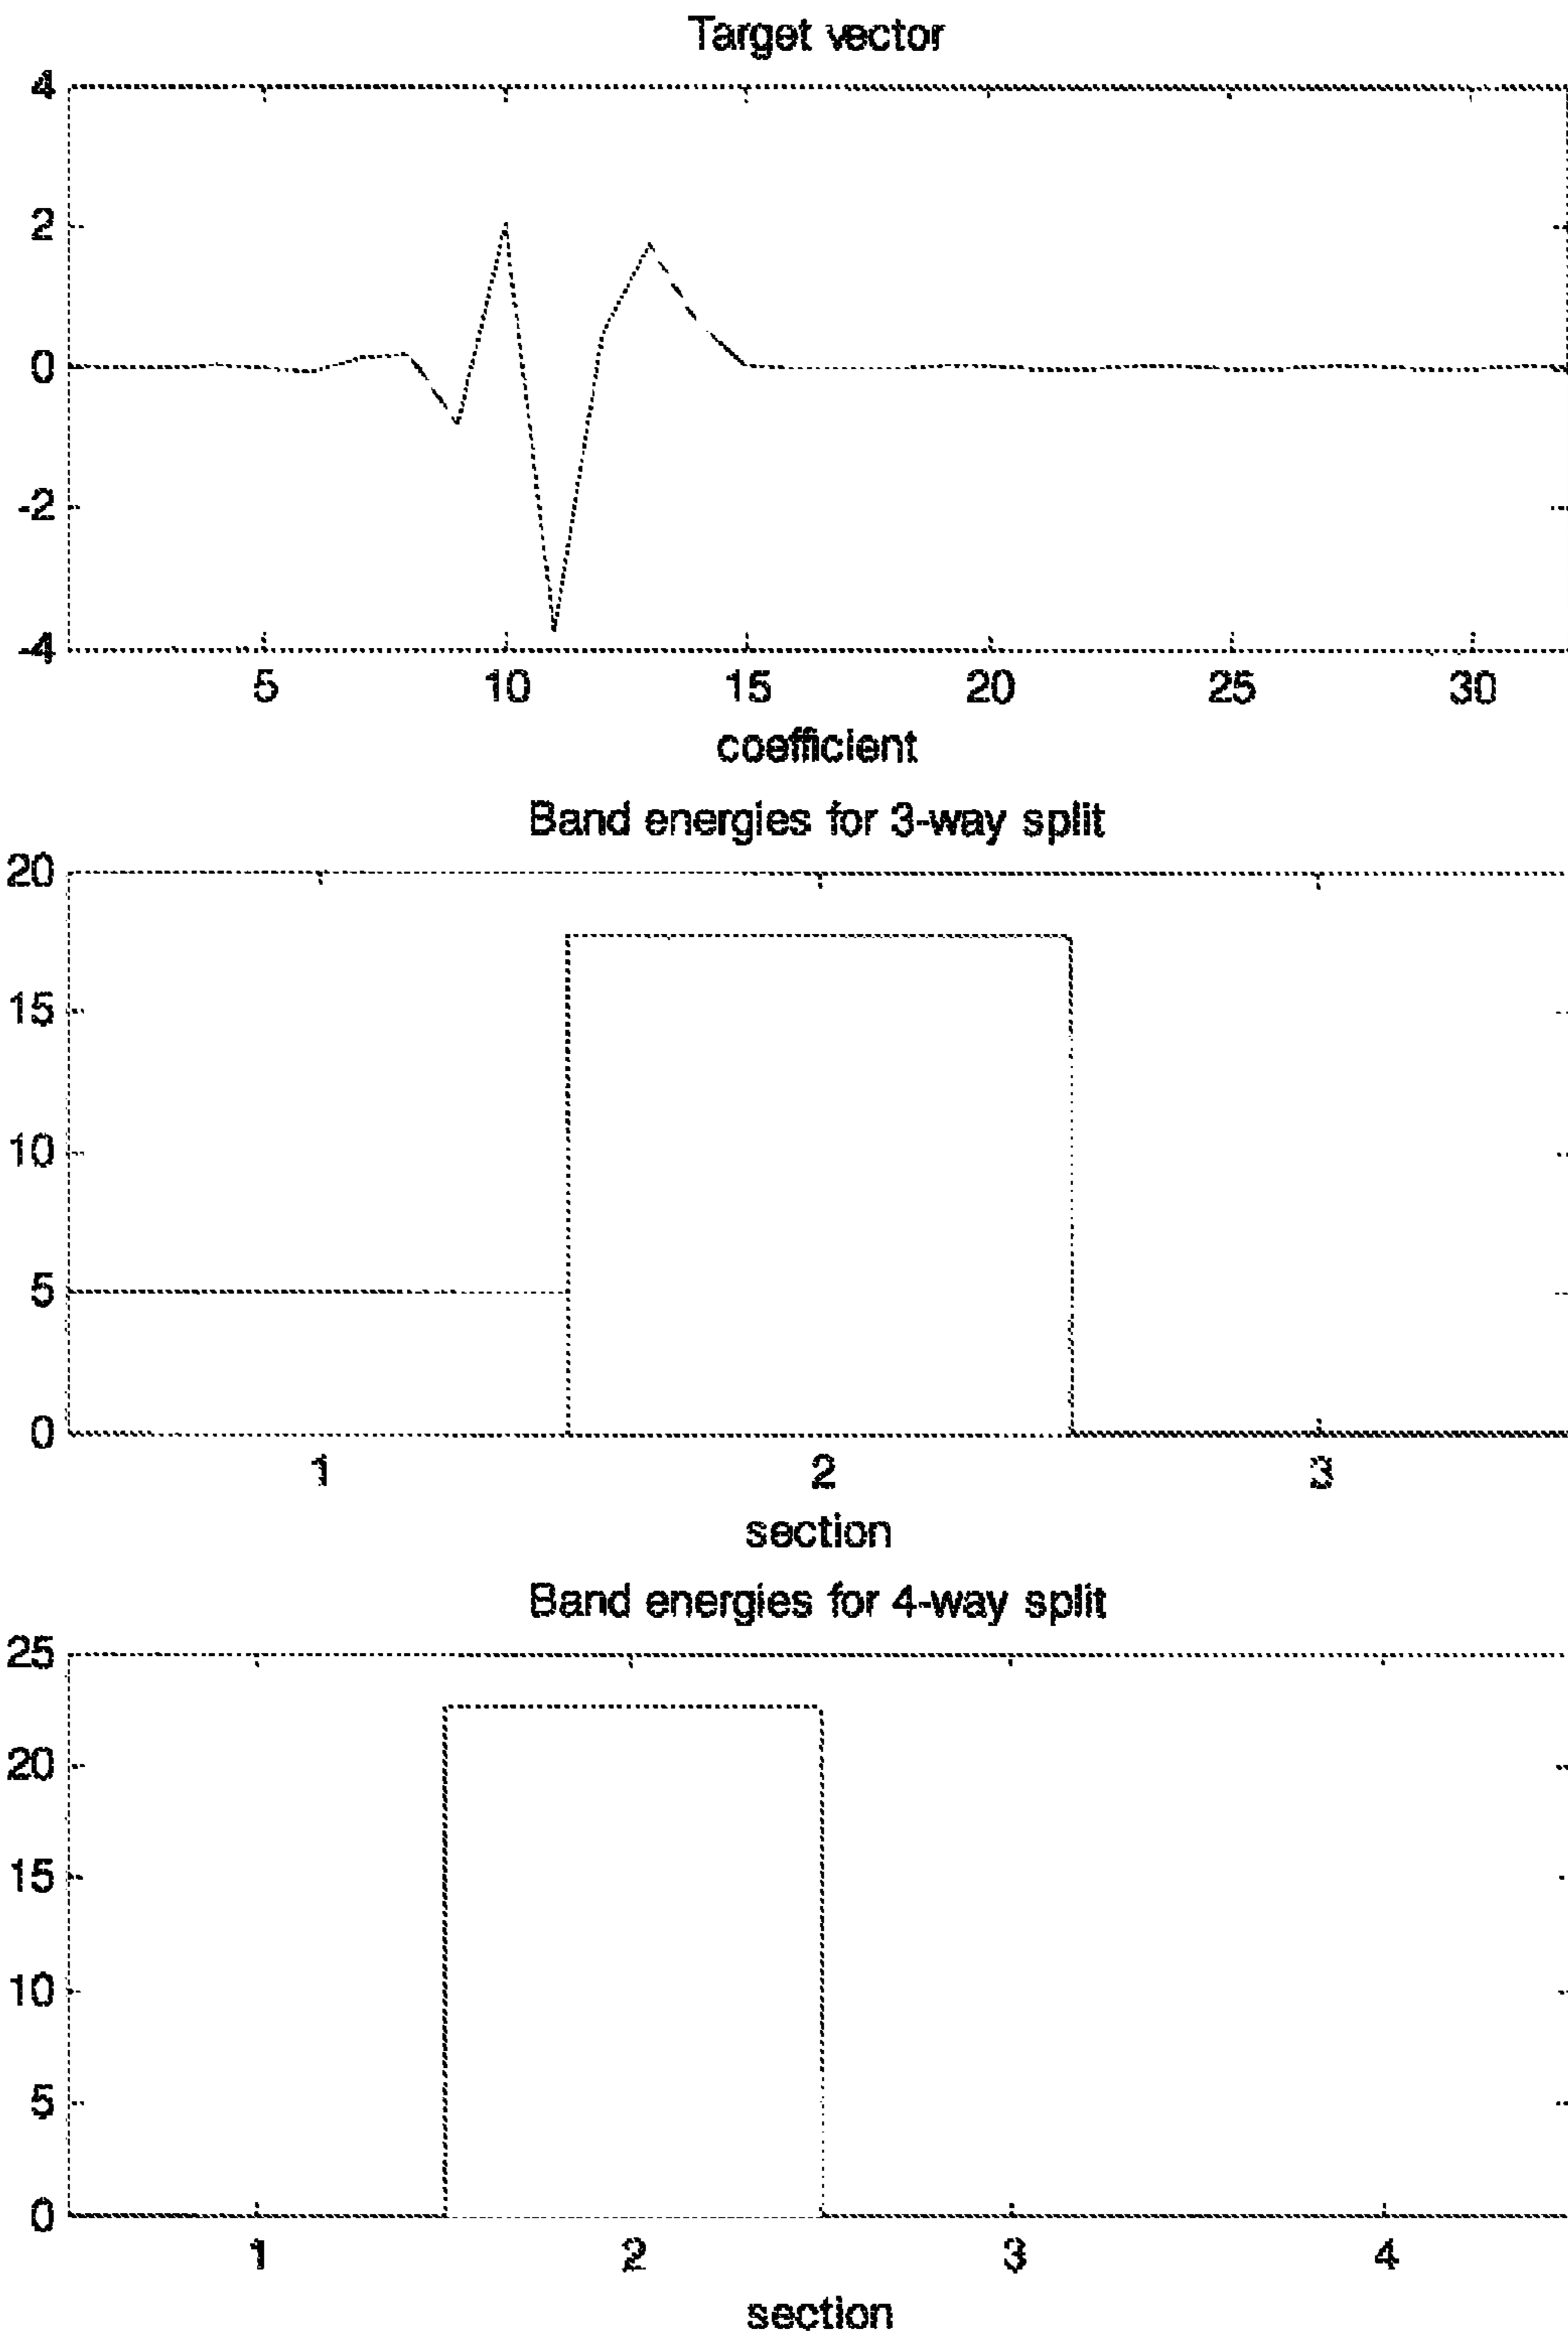 Target vector
4
2
0
-2
-4
5 10 15 20 25 30
coefficient
Band energies for 3-way split
20
15
10
5
0
1 2 3
section
Band energies for 4-way split
25
20
15
10
5
0
1 2 3 4
section